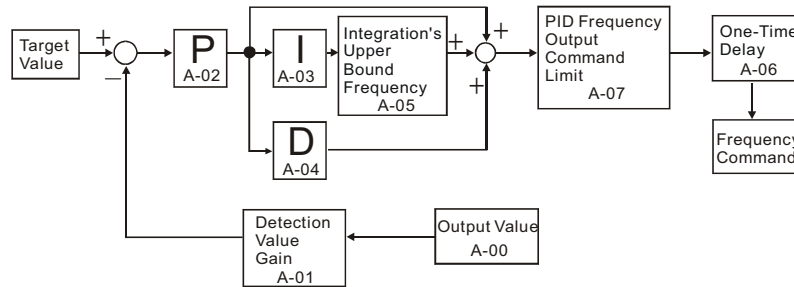 Target
Value
+
−
P
A-02
I
A-03
Integration's
Upper
Bound
Frequency
A-05
D
A-04
+
+
+
PID Frequency
Output
Command
Limit
A-07
One-Time
Delay
A-06
Frequency
Command
Detection
Value
Gain
A-01
Output Value
A-00